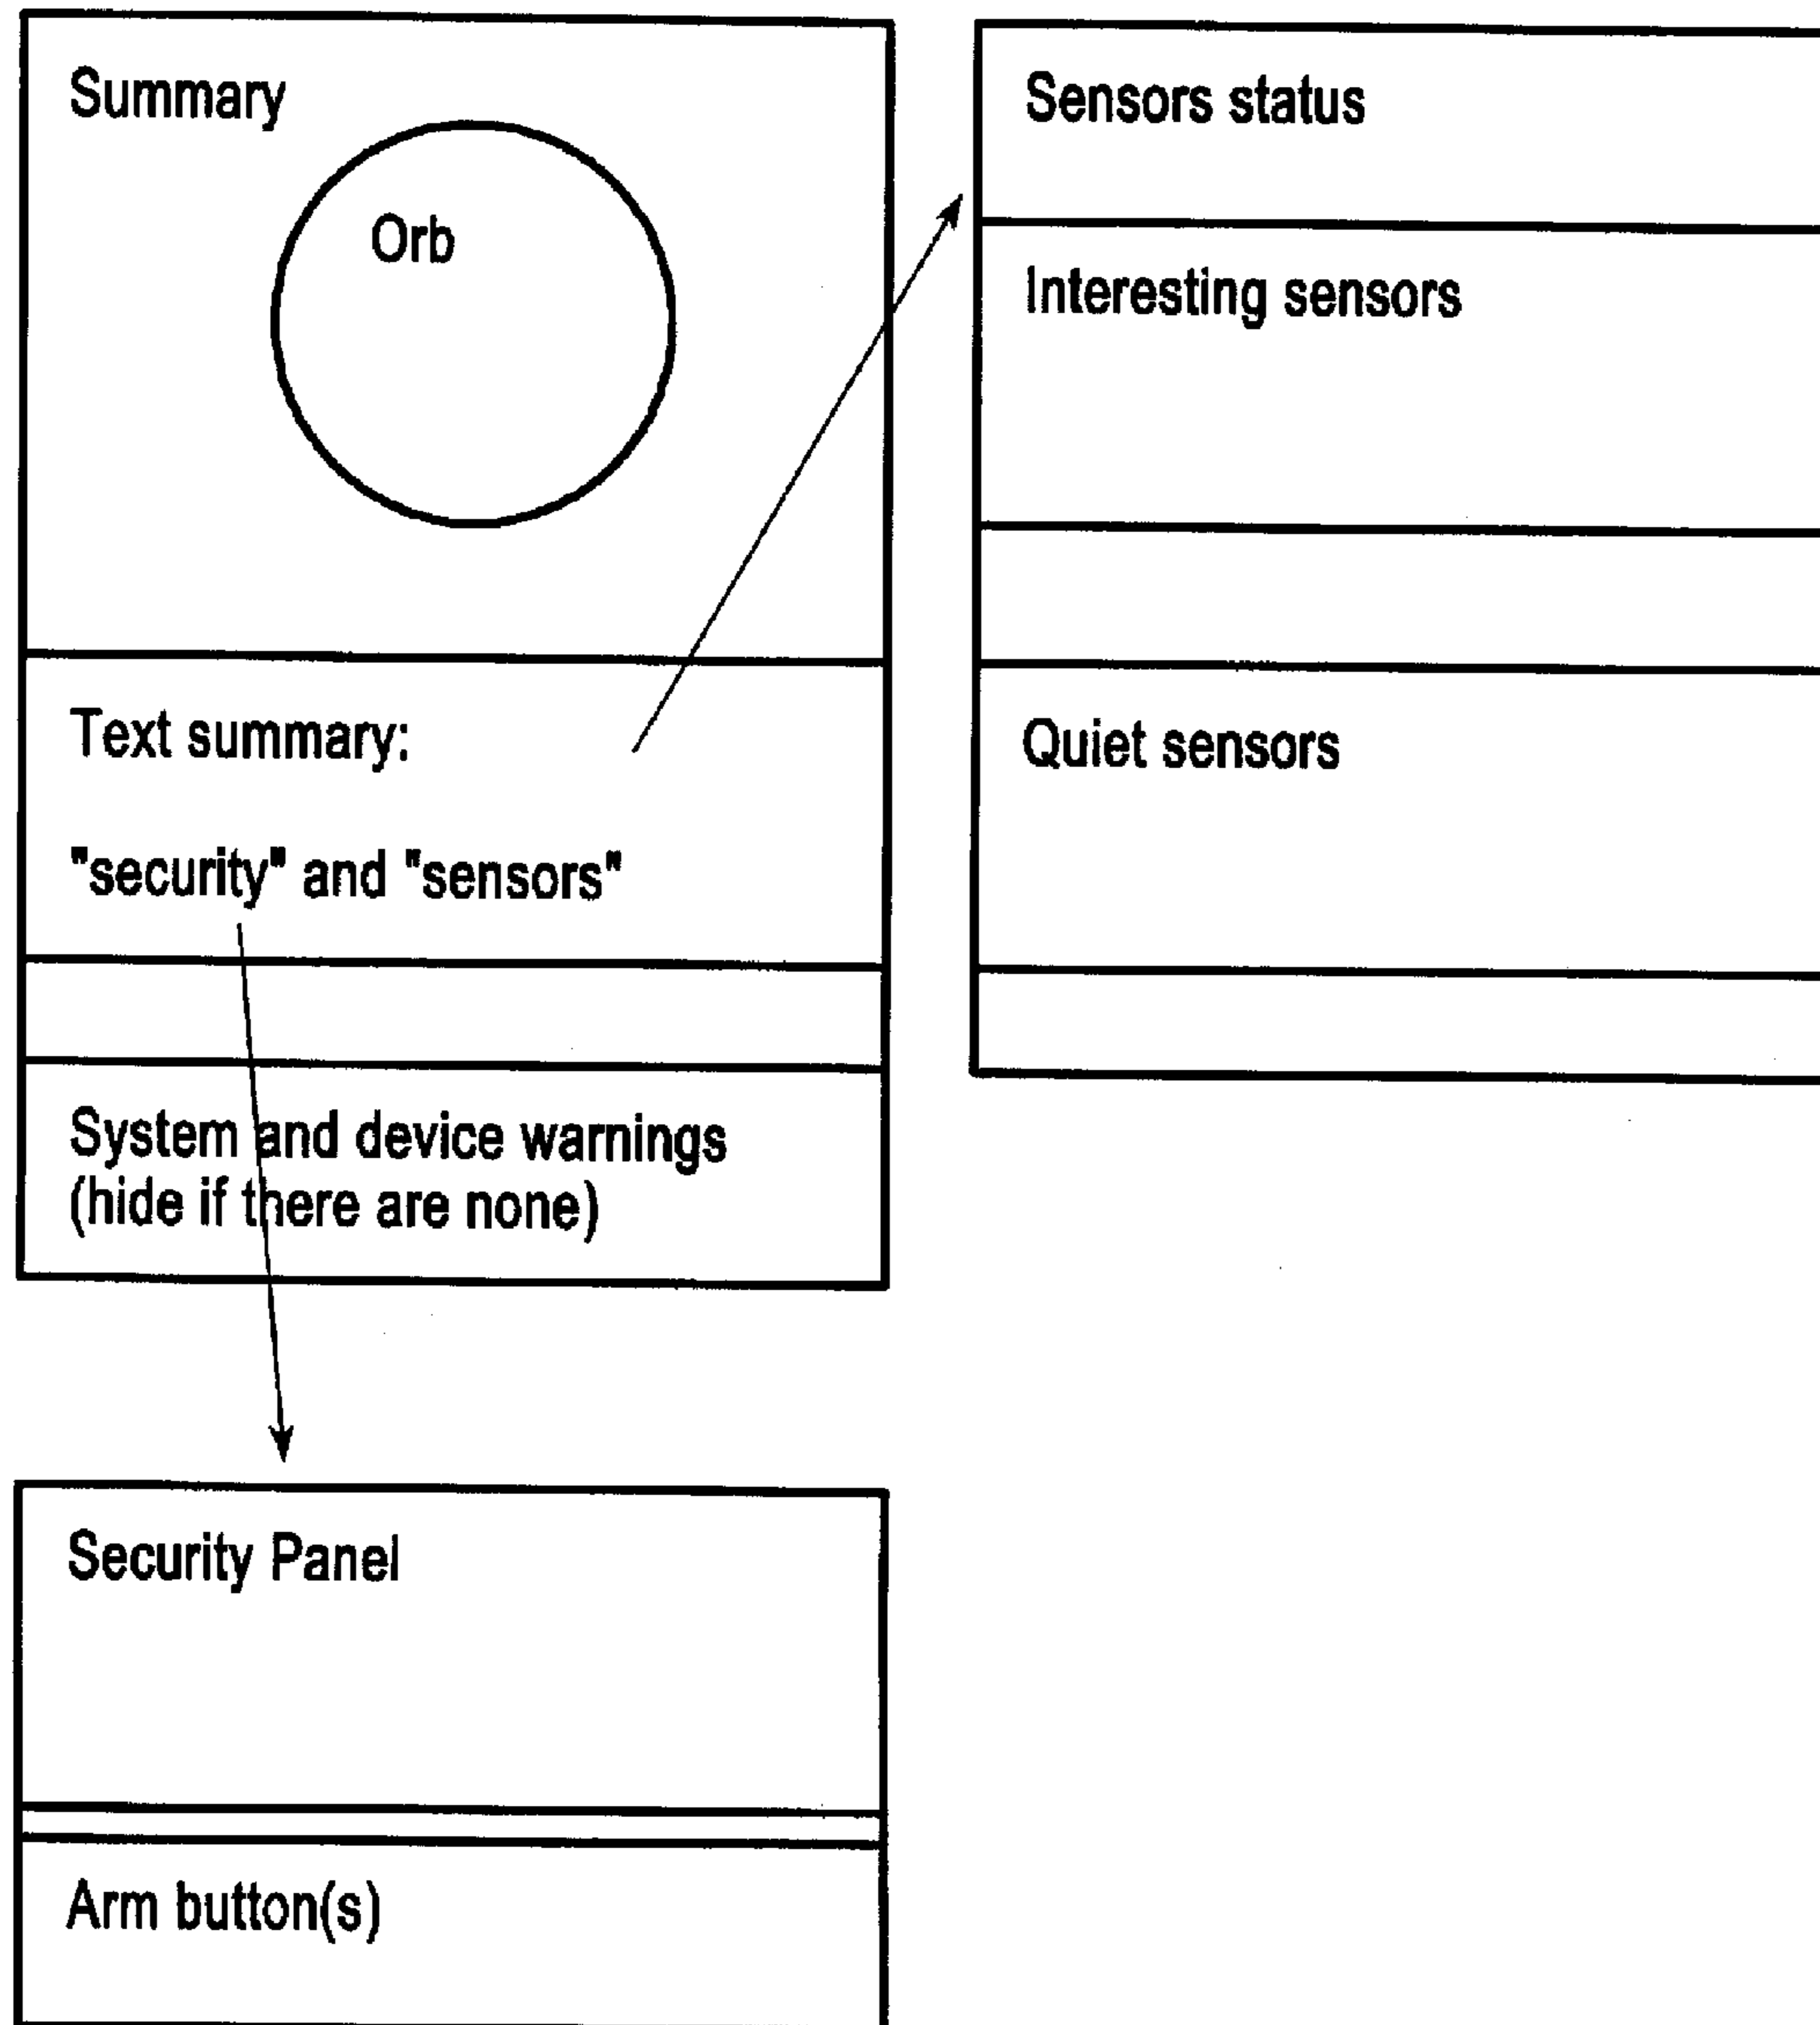 Summary
Orb
Text summary:
"security" and "sensors"
System and device warnings
(hide if there are none)
Sensors status
Interesting sensors
Quiet sensors
Security Panel
Arm button(s)